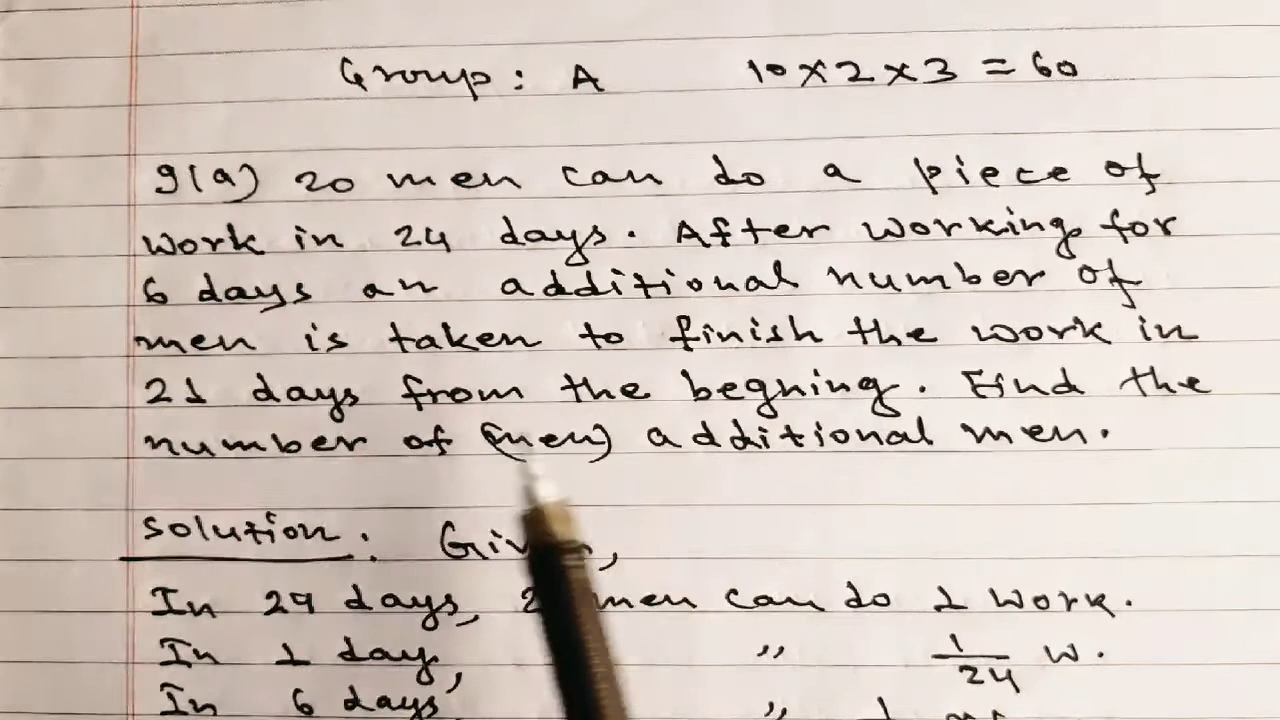 Group: A 10×2×3 = 60
9(a) 20 men can do a piece of
work in 24 days. After working for
6 days an additional number of
men is taken to finish the work in
21 days from the begning. Find the
number of (men) additional men.
Solution: Given,
In 24 days, men can do 1 work.
In 1 day, " 1/24 w.
In 6 days "